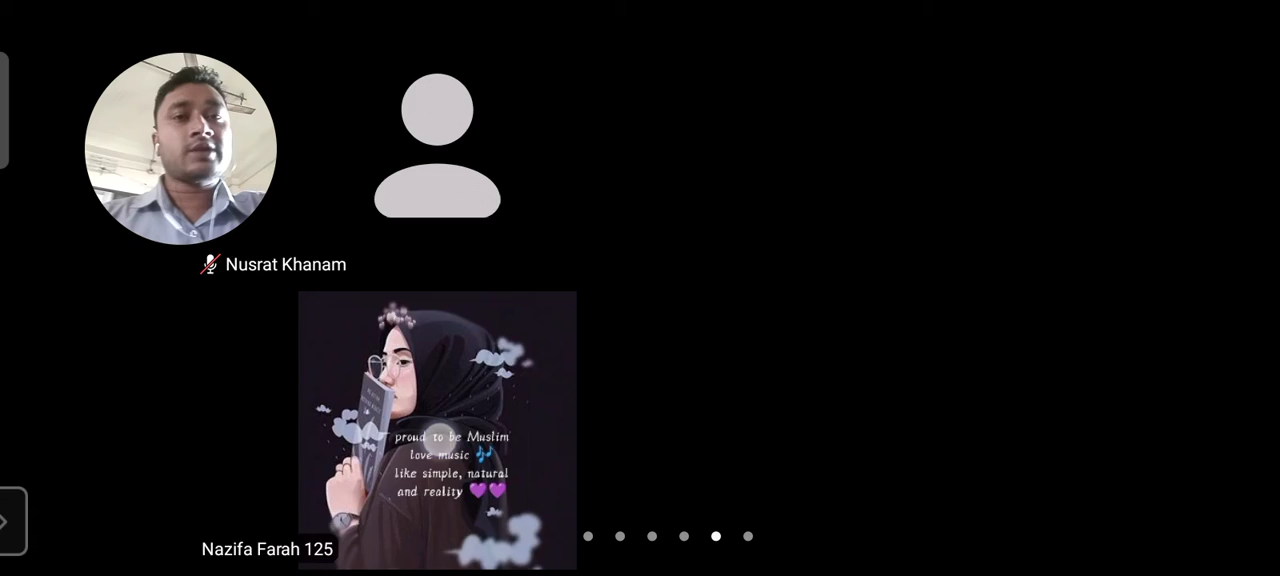 Nusrat Khanam
proud to be Muslim
love music 🎶
like simple, natural
and reality 💜💜
Nazifa Farah 125